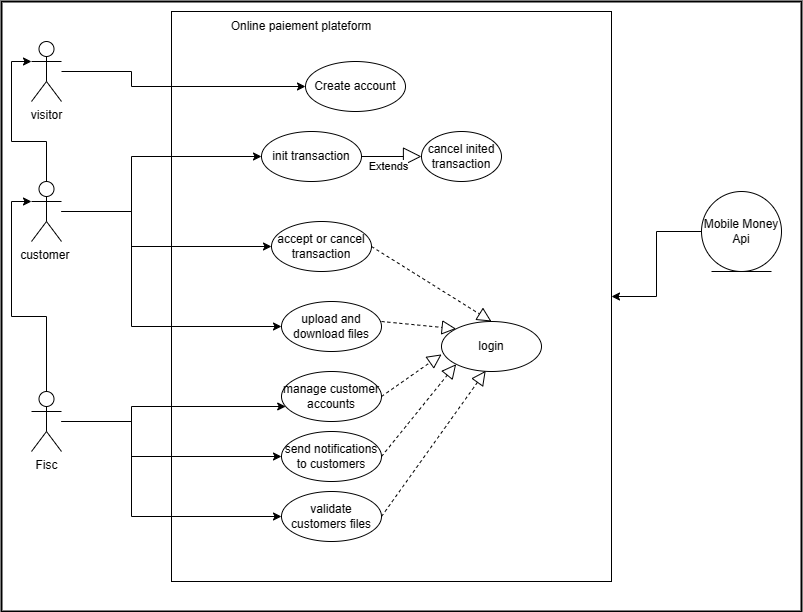 Online paiement plateform
visitor
Create account
init transaction
Extends
cancel inited
transaction
customer
accept or cancel
transaction
Mobile Money
Api
upload and
download files
login
manage customer
accounts
Fisc
send notifications
to customers
validate
customers files